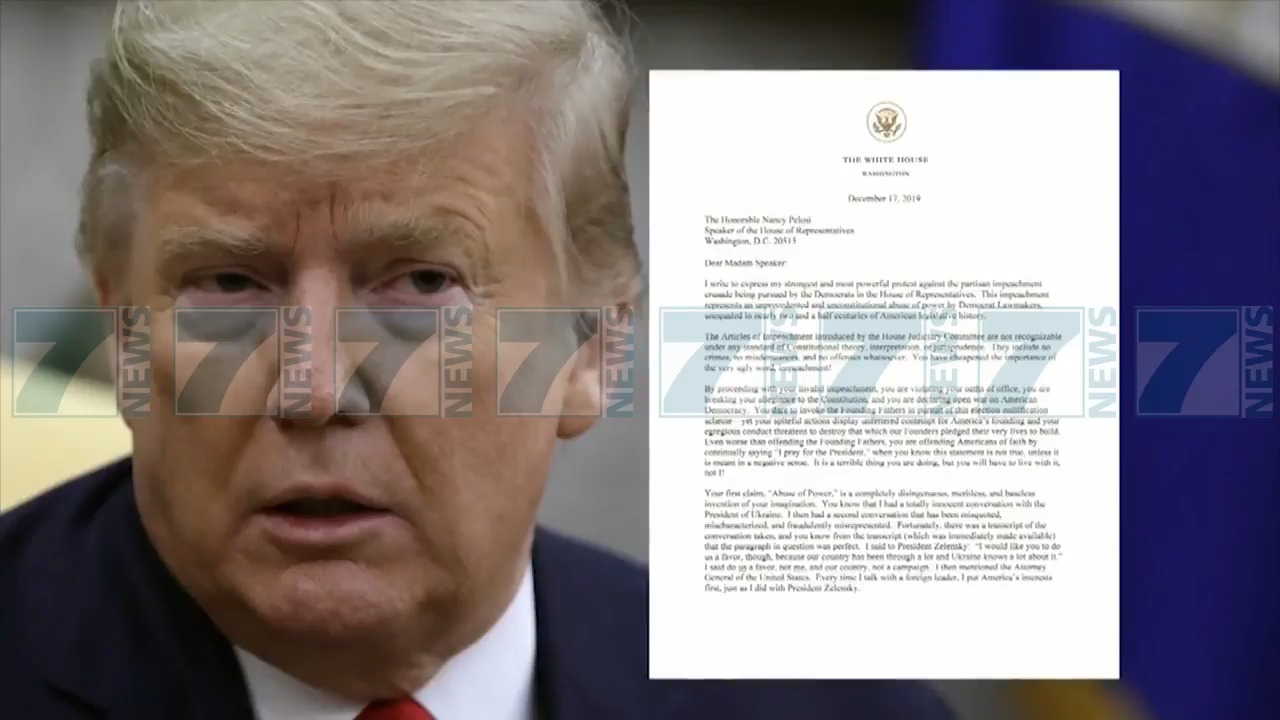 THE WHITE HOUSE
WASHINGTON
December 17, 2019
The Honorable Nancy Pelosi
Speaker of the House of Representatives
Washington, D.C. 20515
Dear Madam Speaker:
I write to express my strongest and most powerful protest against the partisan impeachment
crusade being pursued by the Democrats in the House of Representatives. This impeachment
represents an unprecedented and unconstitutional abuse of power by Democrat Lawmakers,
unequaled in nearly two and a half centuries of American legislative history.
The Articles of Impeachment introduced by the House Judiciary Committee are not recognizable
under any standard of Constitutional theory, interpretation, or jurisprudence. They include no
crimes, no misdemeanors, and no offenses whatsoever. You have cheapened the importance of
the very ugly word, impeachment!
By proceeding with your invalid impeachment, you are violating your oaths of office, you are
breaking your allegiance to the Constitution, and you are declaring open war on American
Democracy. You dare to invoke the Founding Fathers in pursuit of this election-nullification
scheme—yet your spiteful actions display unfettered contempt for America's founding and your
egregious conduct threatens to destroy that which our Founders pledged their very lives to build.
Even worse than offending the Founding Fathers, you are offending Americans of faith by
continually saying "I pray for the President," when you know this statement is not true, unless it
is meant in a negative sense. It is a terrible thing you are doing, but you will have to live with it,
not I!
Your first claim, "Abuse of Power," is a completely disingenuous, meritless, and baseless
invention of your imagination. You know that I had a totally innocent conversation with the
President of Ukraine. I then had a second conversation that has been misquoted,
mischaracterized, and fraudulently misrepresented. Fortunately, there was a transcript of the
conversation taken, and you know from the transcript (which was immediately made available)
that the paragraph in question was perfect. I said to President Zelensky: "I would like you to do
us a favor, though, because our country has been through a lot and Ukraine knows a lot about it."
I said do us a favor, not me, and our country, not a campaign. I then mentioned the Attorney
General of the United States. Every time I talk with a foreign leader, I put America's interests
first, just as I did with President Zelensky.
7 NEWS 7 NEWS 7 NEWS 7 NEWS 7 NEWS 7 NEWS 7 NEWS 7 NEWS